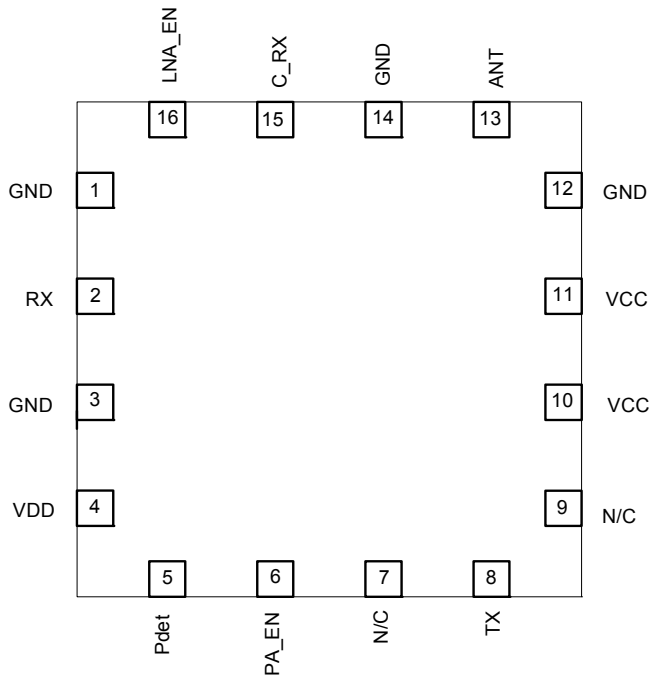 LNA_EN
C_RX
GND
ANT
16
15
14
13
GND
1
12
GND
RX
2
11
VCC
GND
3
10
VCC
VDD
4
9
N/C
5
6
7
8
Pdet
PA_EN
N/C
TX